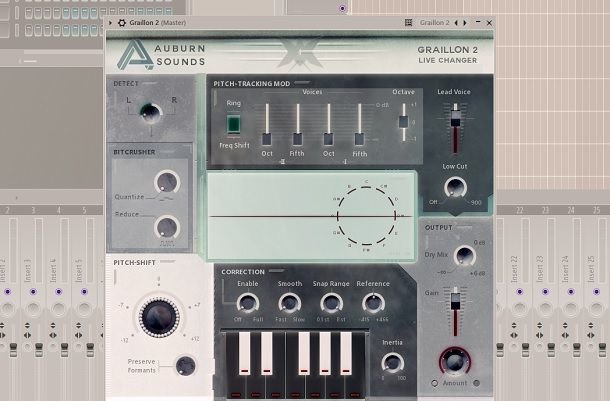 Graillon 2 (Master)
Graillon 2
AUBURN
SOUNDS
GRAILLON 2
LIVE CHANGER
DETECT
L
R
PITCH-TRACKING MOD
Ring
Freq Shift
Voices
0 dB
Oct
Fifth
Oct
Fifth
-II
-I
Octave
+1
0
-1
Lead Voice
Low Cut
Off
900
BITCRUSHER
Quantize
Reduce
PITCH-SHIFT
-7
+7
-12
+12
Preserve
Formants
CORRECTION
Enable
Smooth
Snap Range
Reference
Off
Full
Fast
Slow
0.1st
-415
+466
Inertia
0
100
OUTPUT
Dry Mix
0 dB
-∞
+6 dB
Gain
Amount
2
3
4
5
22
23
24
25
Insert 2
Insert 3
Insert 4
Insert 5
Insert 22
Insert 23
Insert 24
Insert 25